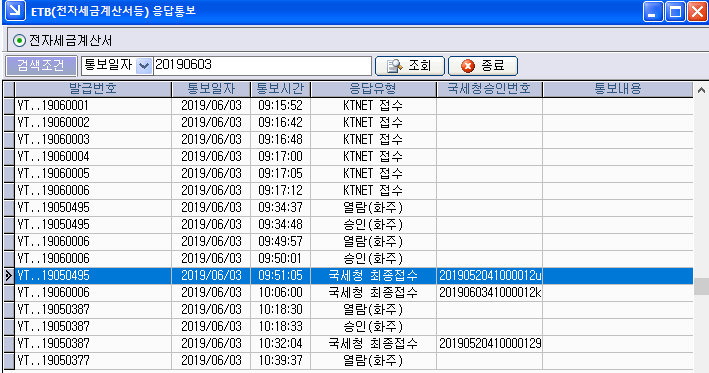 ETB(전자세금계산서등) 응답통보
전자세금계산서
검색조건 통보일자 20190603 조회 종료
발급번호 통보일자 통보시간 응답유형 국세청승인번호 통보내용
YT..19060001 2019/06/03 09:15:52 KTNET 접수
YT..19060002 2019/06/03 09:16:42 KTNET 접수
YT..19060003 2019/06/03 09:16:48 KTNET 접수
YT..19060004 2019/06/03 09:17:00 KTNET 접수
YT..19060005 2019/06/03 09:17:05 KTNET 접수
YT..19060006 2019/06/03 09:17:12 KTNET 접수
YT..19050495 2019/06/03 09:34:37 열람(화주)
YT..19050495 2019/06/03 09:34:48 승인(화주)
YT..19060006 2019/06/03 09:49:57 열람(화주)
YT..19060006 2019/06/03 09:50:01 승인(화주)
YT..19050495 2019/06/03 09:51:05 국세청 최종접수 2019052041000012u
YT..19060006 2019/06/03 10:06:00 국세청 최종접수 2019060341000012k
YT..19050387 2019/06/03 10:18:30 열람(화주)
YT..19050387 2019/06/03 10:18:33 승인(화주)
YT..19050387 2019/06/03 10:32:04 국세청 최종접수 20190520410000129
YT..19050377 2019/06/03 10:39:37 열람(화주)